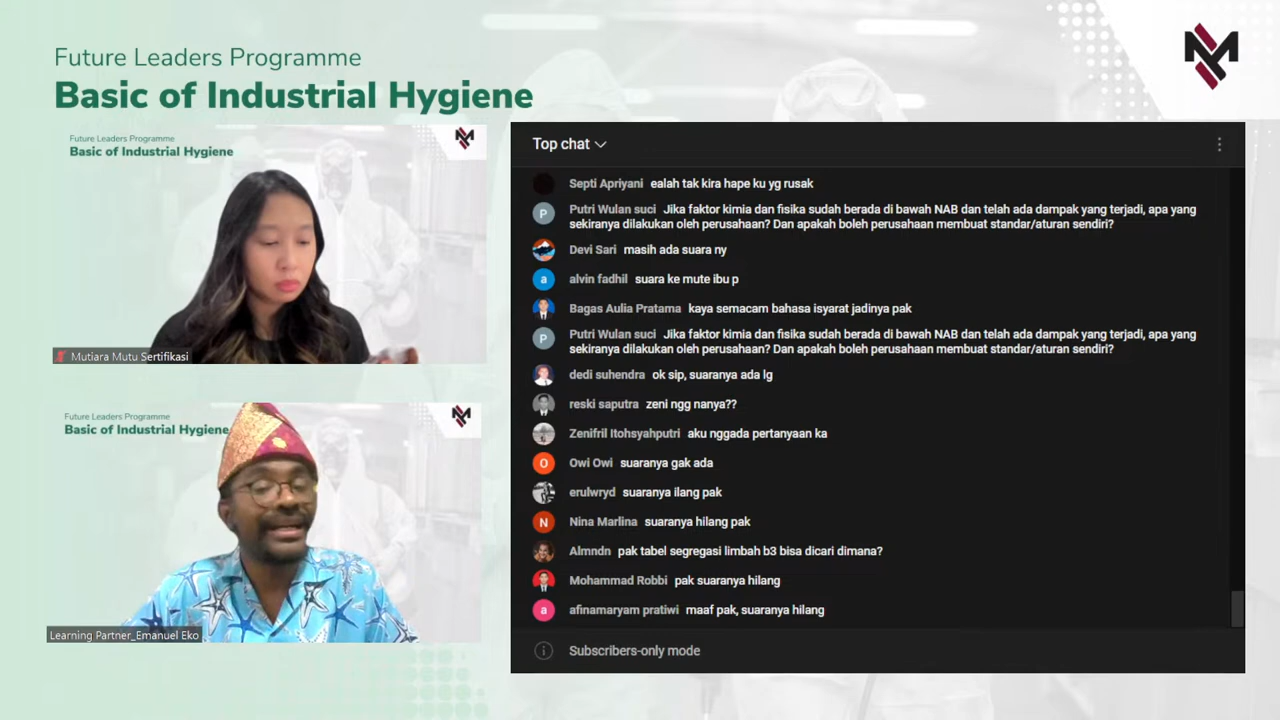 Future Leaders Programme
Basic of Industrial Hygiene
Future Leaders Programme
Basic of Industrial Hygiene
Mutiara Mutu Sertifikasi
Future Leaders Programme
Basic of Industrial Hygiene
Learning Partner_Emanuel Eko
Top chat
Septi Apriyani ealah tak kira hape ku yg rusak
P
Putri Wulan suci Jika faktor kimia dan fisika sudah berada di bawah NAB dan telah ada dampak yang terjadi, apa yang
sekiranya dilakukan oleh perusahaan? Dan apakah boleh perusahaan membuat standar/aturan sendiri?
Devi Sari masih ada suara ny
a
alvin fadhil suara ke mute ibu p
Bagas Aulia Pratama kaya semacam bahasa isyarat jadinya pak
P
Putri Wulan suci Jika faktor kimia dan fisika sudah berada di bawah NAB dan telah ada dampak yang terjadi, apa yang
sekiranya dilakukan oleh perusahaan? Dan apakah boleh perusahaan membuat standar/aturan sendiri?
dedi suhendra ok sip, suaranya ada lg
reski saputra zeni ngg nanya??
Zenifril Itohsyahputri aku nggada pertanyaan ka
O
Owi Owi suaranya gak ada
erulwryd suaranya ilang pak
N
Nina Marlina suaranya hilang pak
Almndn pak tabel segregasi limbah b3 bisa dicari dimana?
Mohammad Robbi pak suaranya hilang
a
afinamaryam pratiwi maaf pak, suaranya hilang
Subscribers-only mode